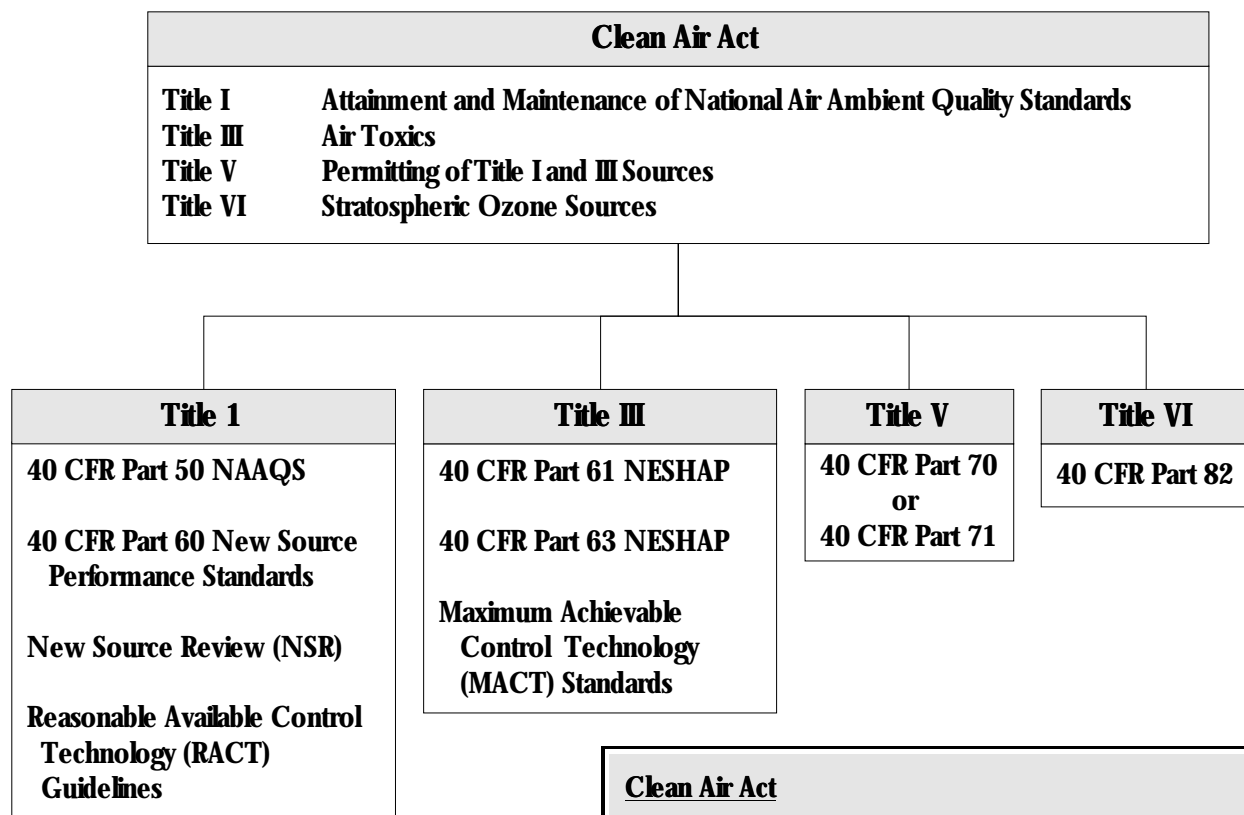 Clean Air Act
Title I Attainment and Maintenance of National Air Ambient Quality Standards
Title III Air Toxics
Title V Permitting of Title I and III Sources
Title VI Stratospheric Ozone Sources
Title 1
40 CFR Part 50 NAAQS
40 CFR Part 60 New Source
Performance Standards
New Source Review (NSR)
Reasonable Available Control
Technology (RACT)
Guidelines
Title III
40 CFR Part 61 NESHAP
40 CFR Part 63 NESHAP
Maximum Achievable
Control Technology
(MACT) Standards
Title V
40 CFR Part 70
or
40 CFR Part 71
Title VI
40 CFR Part 82
Clean Air Act